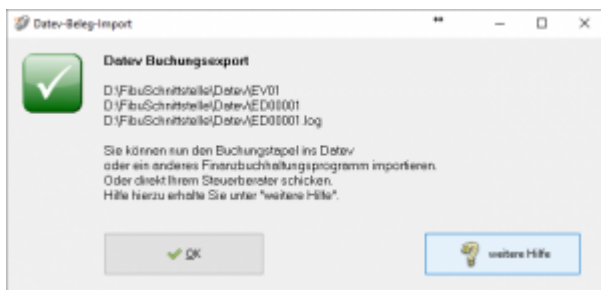 Datev-Beleg-Import
Datev Buchungsexport
D:\FibuSchnittstelle\Datev\EV01
D:\FibuSchnittstelle\Datev\ED00001
D:\FibuSchnittstelle\Datev\ED00001.log
Sie können nun den Buchungstapel ins Datev
oder ein anderes Finanzbuchhaltungsprogramm importieren.
Oder direkt Ihrem Steuerberater schicken.
Hilfe hierzu erhalte Sie unter "weitere Hilfe".
OK
weitere Hilfe